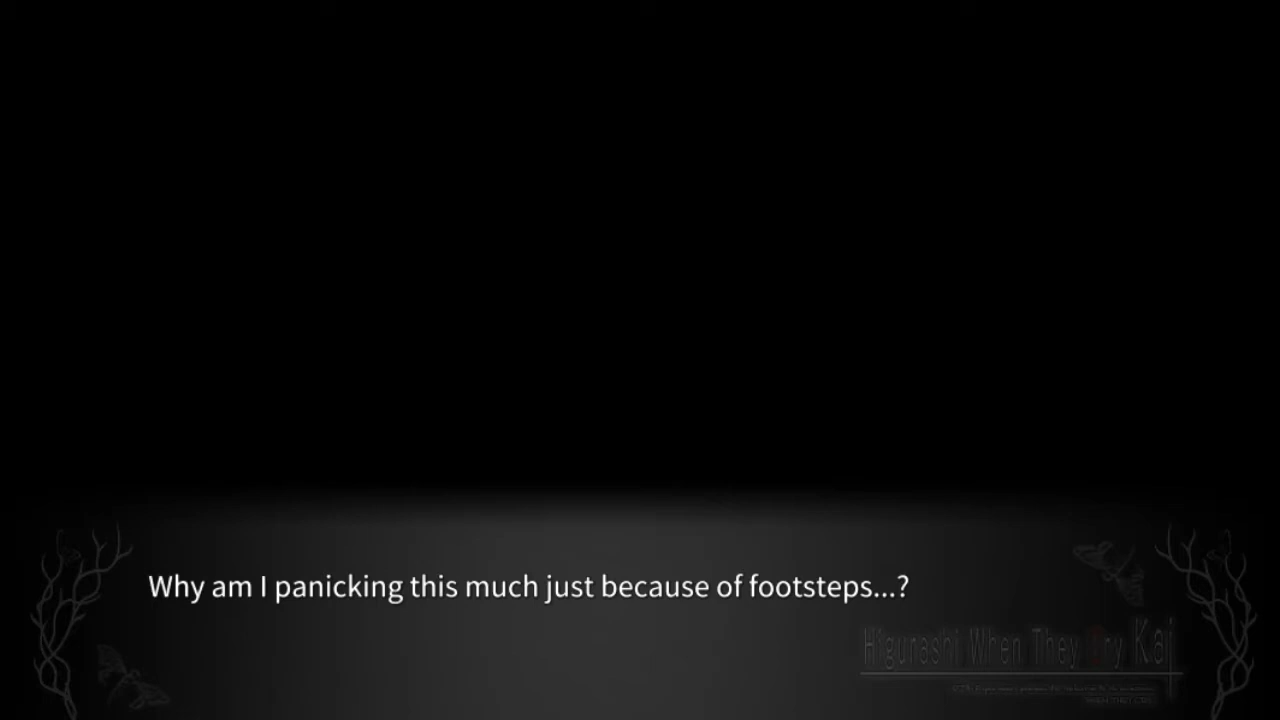 Why am I panicking this much just because of footsteps...?
Higurashi When They Cry Kai